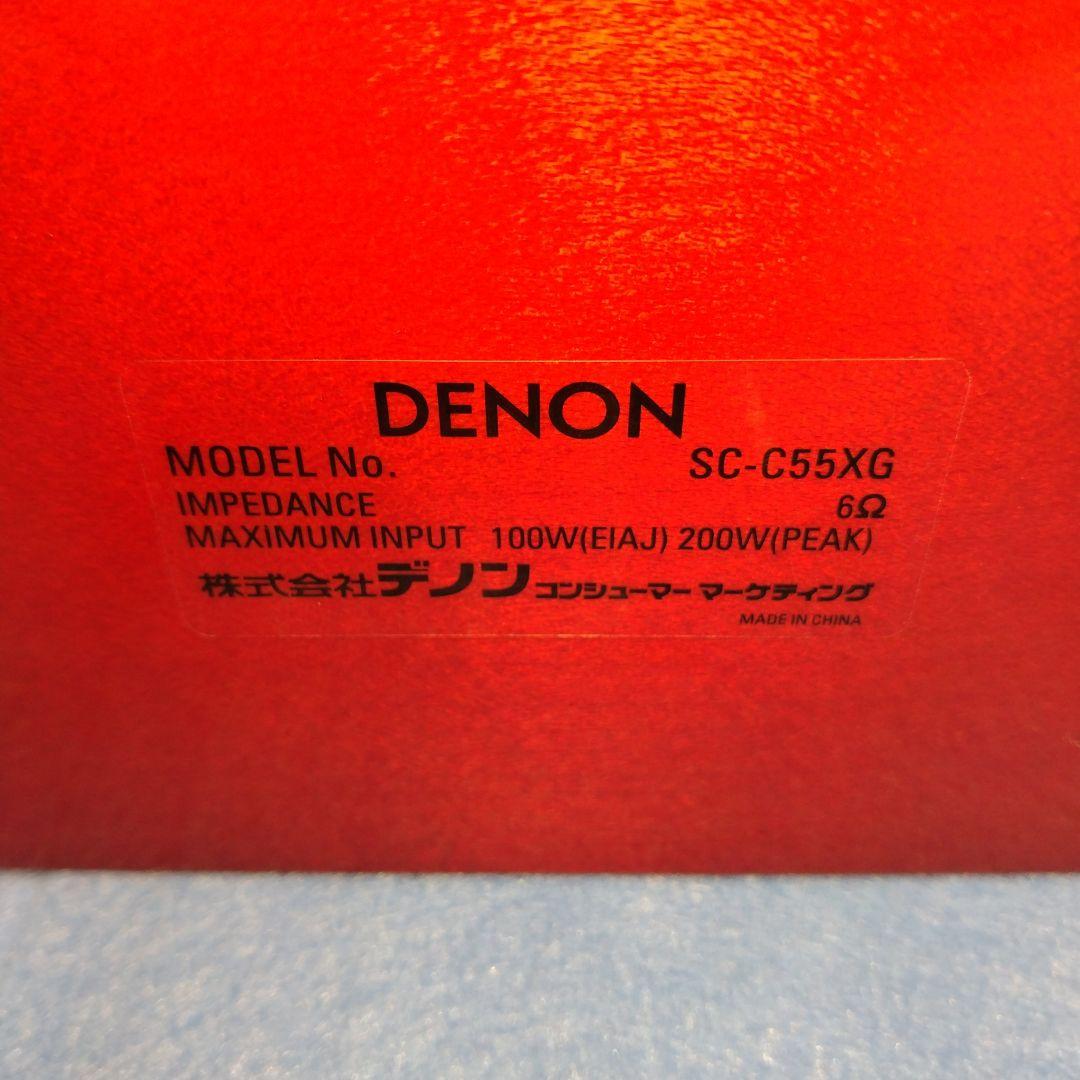 DENON
MODEL No. SC-C55XG
IMPEDANCE 6Ω
MAXIMUM INPUT 100W(EIAJ) 200W(PEAK)
株式会社デノン コンシューマー マーケティング
MADE IN CHINA